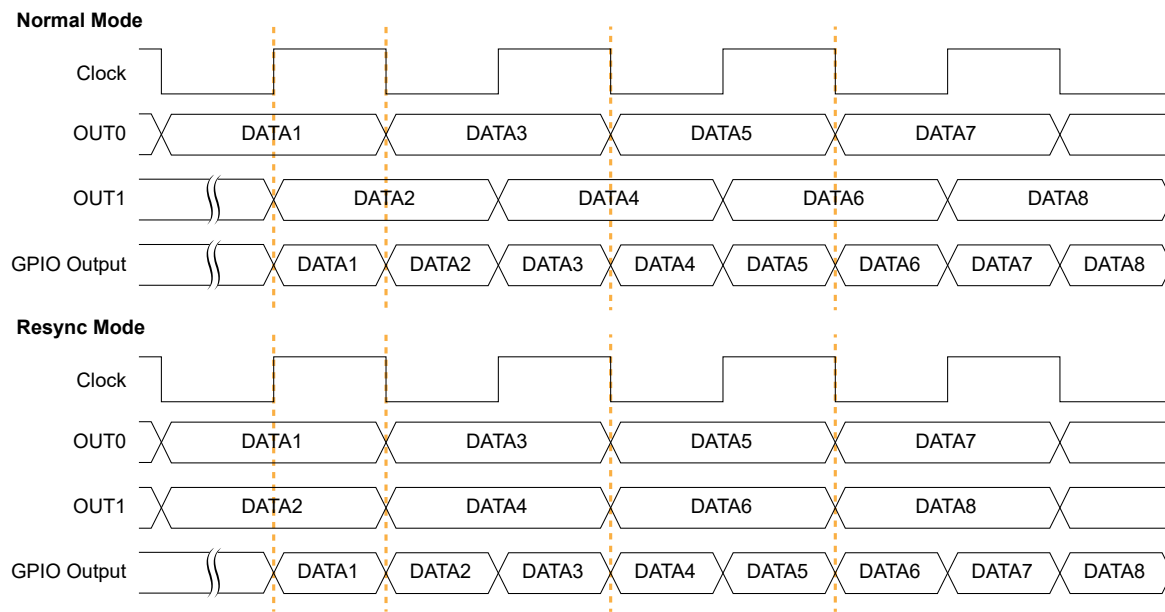 Normal Mode
Clock
OUT0 DATA1 DATA3 DATA5 DATA7
OUT1 DATA2 DATA4 DATA6 DATA8
GPIO Output DATA1 DATA2 DATA3 DATA4 DATA5 DATA6 DATA7 DATA8
Resync Mode
Clock
OUT0 DATA1 DATA3 DATA5 DATA7
OUT1 DATA2 DATA4 DATA6 DATA8
GPIO Output DATA1 DATA2 DATA3 DATA4 DATA5 DATA6 DATA7 DATA8